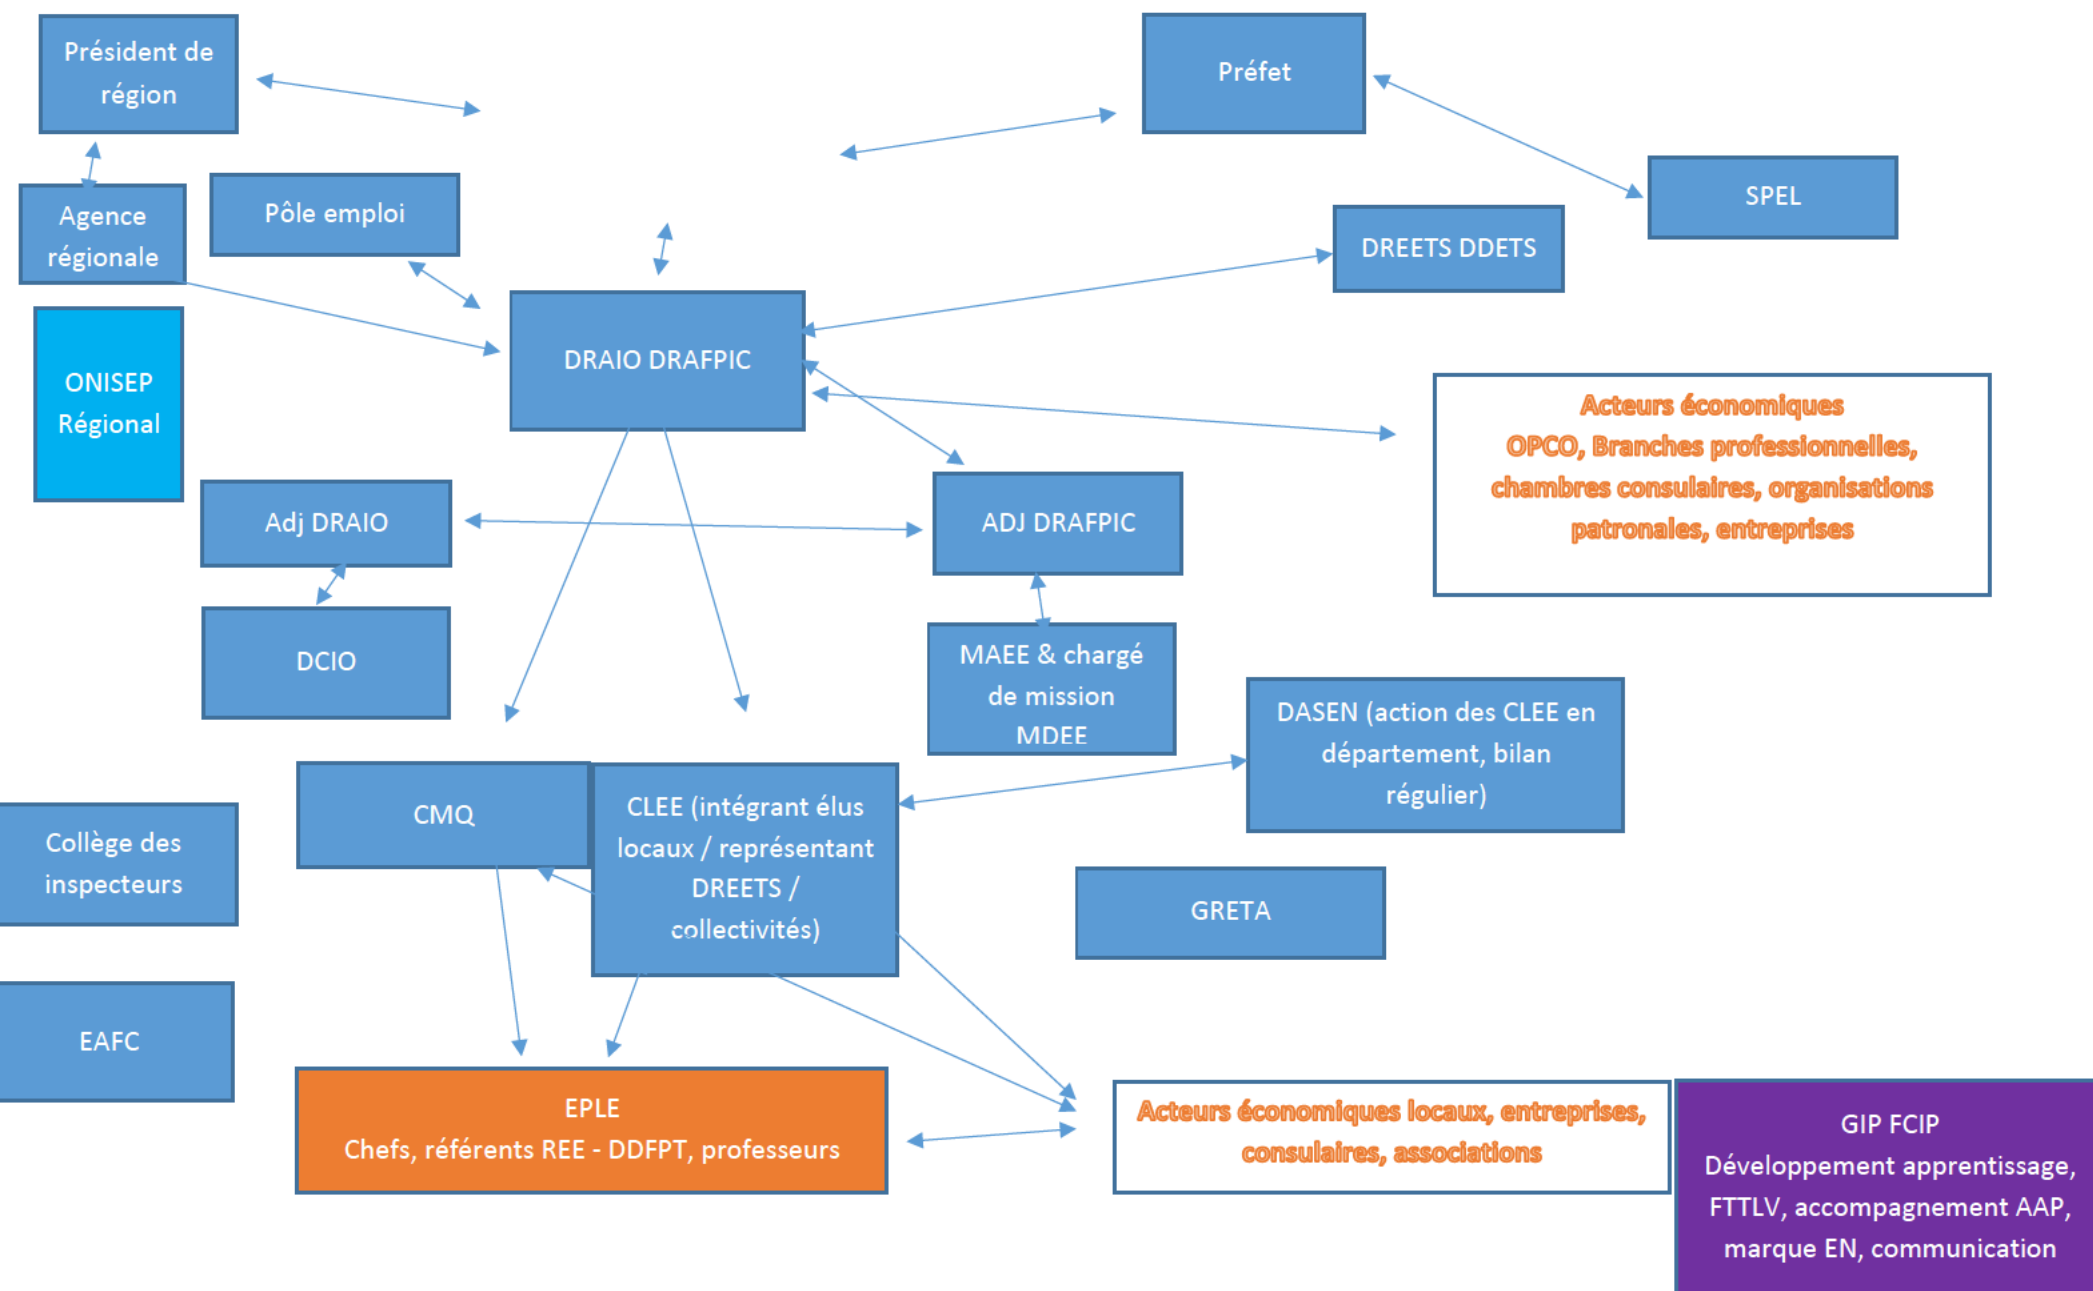 Président de
région
Préfet
SPEL
Agence
régionale
Pôle emploi
DREETS DDETS
ONISEP
Régional
DRAIO DRAFPIC
Acteurs économiques
OPCO, Branches professionnelles,
chambres consulaires, organisations
patronales, entreprises
Adj DRAIO
ADJ DRAFPIC
DCIO
MAEE & chargé
de mission
MDEE
DASEN (action des CLEE en
département, bilan
régulier)
CMQ
CLEE (intégrant élus
locaux / représentant
DREETS /
collectivités)
Collège des
inspecteurs
GRETA
EAFC
EPLE
Chefs, référents REE - DDFPT, professeurs
Acteurs économiques locaux, entreprises,
consulaires, associations
GIP FCIP
Développement apprentissage,
FTTLV, accompagnement AAP,
marque EN, communication